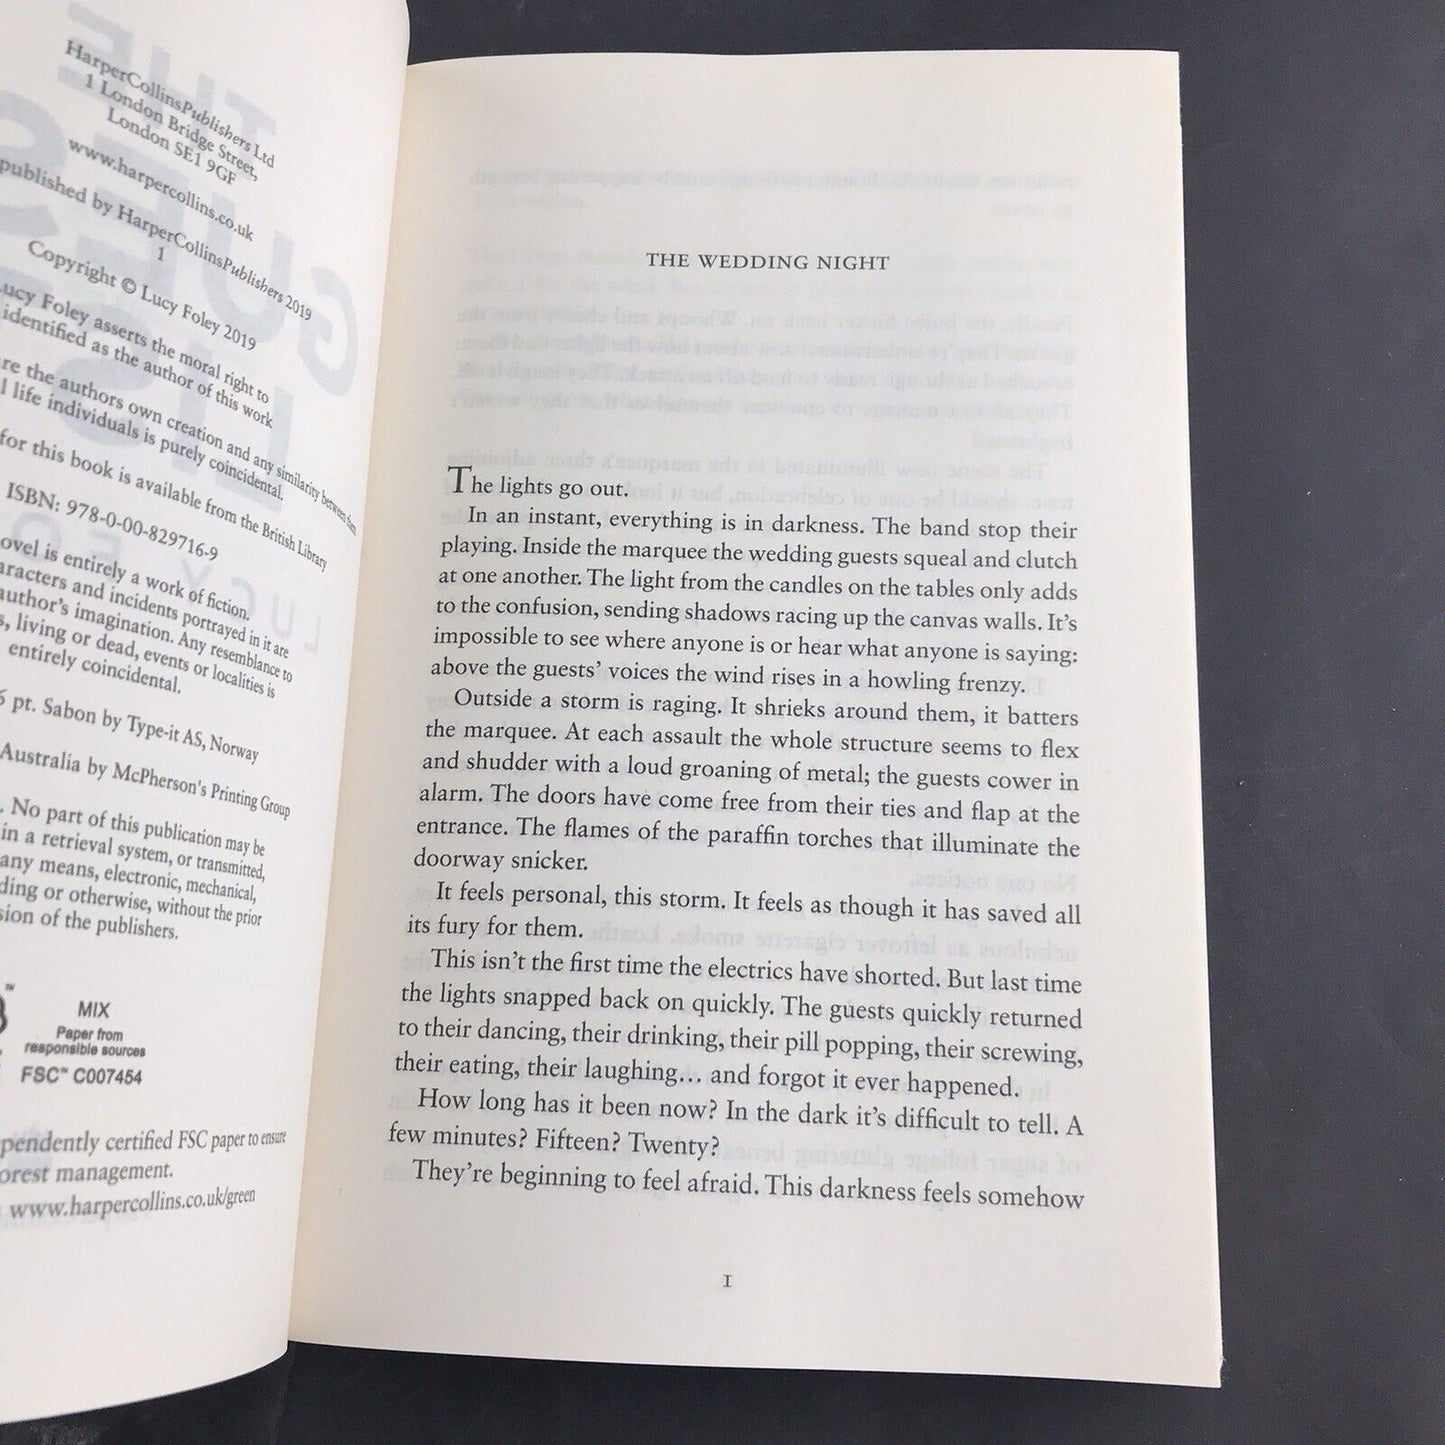 HarperCollinsPublishers Ltd
1 London Bridge Street,
London SE1 9GF
www.harpercollins.co.uk
published by HarperCollinsPublishers 2019
1
Copyright © Lucy Foley 2019
Lucy Foley asserts the moral right to
identified as the author of this work
are the authors own creation and any similarity between them
l life individuals is purely coincidental.
for this book is available from the British Library
ISBN: 978-0-00-829716-9
ovel is entirely a work of fiction.
aracters and incidents portrayed in it are
author's imagination. Any resemblance to
s, living or dead, events or localities is
entirely coincidental.
pt. Sabon by Type-it AS, Norway
Australia by McPherson's Printing Group
. No part of this publication may be
in a retrieval system, or transmitted,
any means, electronic, mechanical,
ding or otherwise, without the prior
sion of the publishers.
MIX
Paper from
responsible sources
FSC™ C007454
pendently certified FSC paper to ensure
orest management.
www.harpercollins.co.uk/green
THE WEDDING NIGHT
The lights go out.
In an instant, everything is in darkness. The band stop their
playing. Inside the marquee the wedding guests squeal and clutch
at one another. The light from the candles on the tables only adds
to the confusion, sending shadows racing up the canvas walls. It's
impossible to see where anyone is or hear what anyone is saying:
above the guests' voices the wind rises in a howling frenzy.
Outside a storm is raging. It shrieks around them, it batters
the marquee. At each assault the whole structure seems to flex
and shudder with a loud groaning of metal; the guests cower in
alarm. The doors have come free from their ties and flap at the
entrance. The flames of the paraffin torches that illuminate the
doorway snicker.
It feels personal, this storm. It feels as though it has saved all
its fury for them.
This isn't the first time the electrics have shorted. But last time
the lights snapped back on quickly. The guests quickly returned
to their dancing, their drinking, their pill popping, their screwing,
their eating, their laughing... and forgot it ever happened.
How long has it been now? In the dark it's difficult to tell. A
few minutes? Fifteen? Twenty?
They're beginning to feel afraid. This darkness feels somehow
1